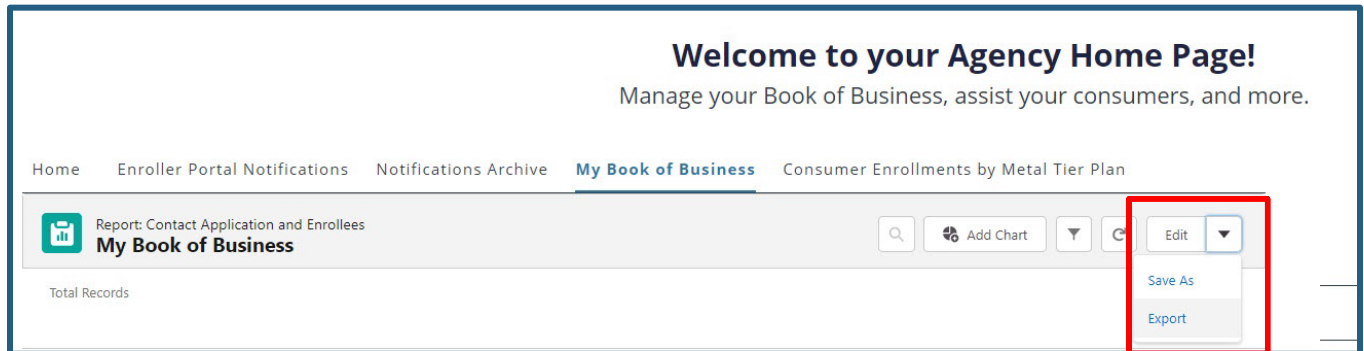 Welcome to your Agency Home Page!
Manage your Book of Business, assist your consumers, and more.
Home Enroller Portal Notifications Notifications Archive My Book of Business Consumer Enrollments by Metal Tier Plan
Report: Contact Application and Enrollees
My Book of Business
Add Chart Edit
Total Records
Save As
Export